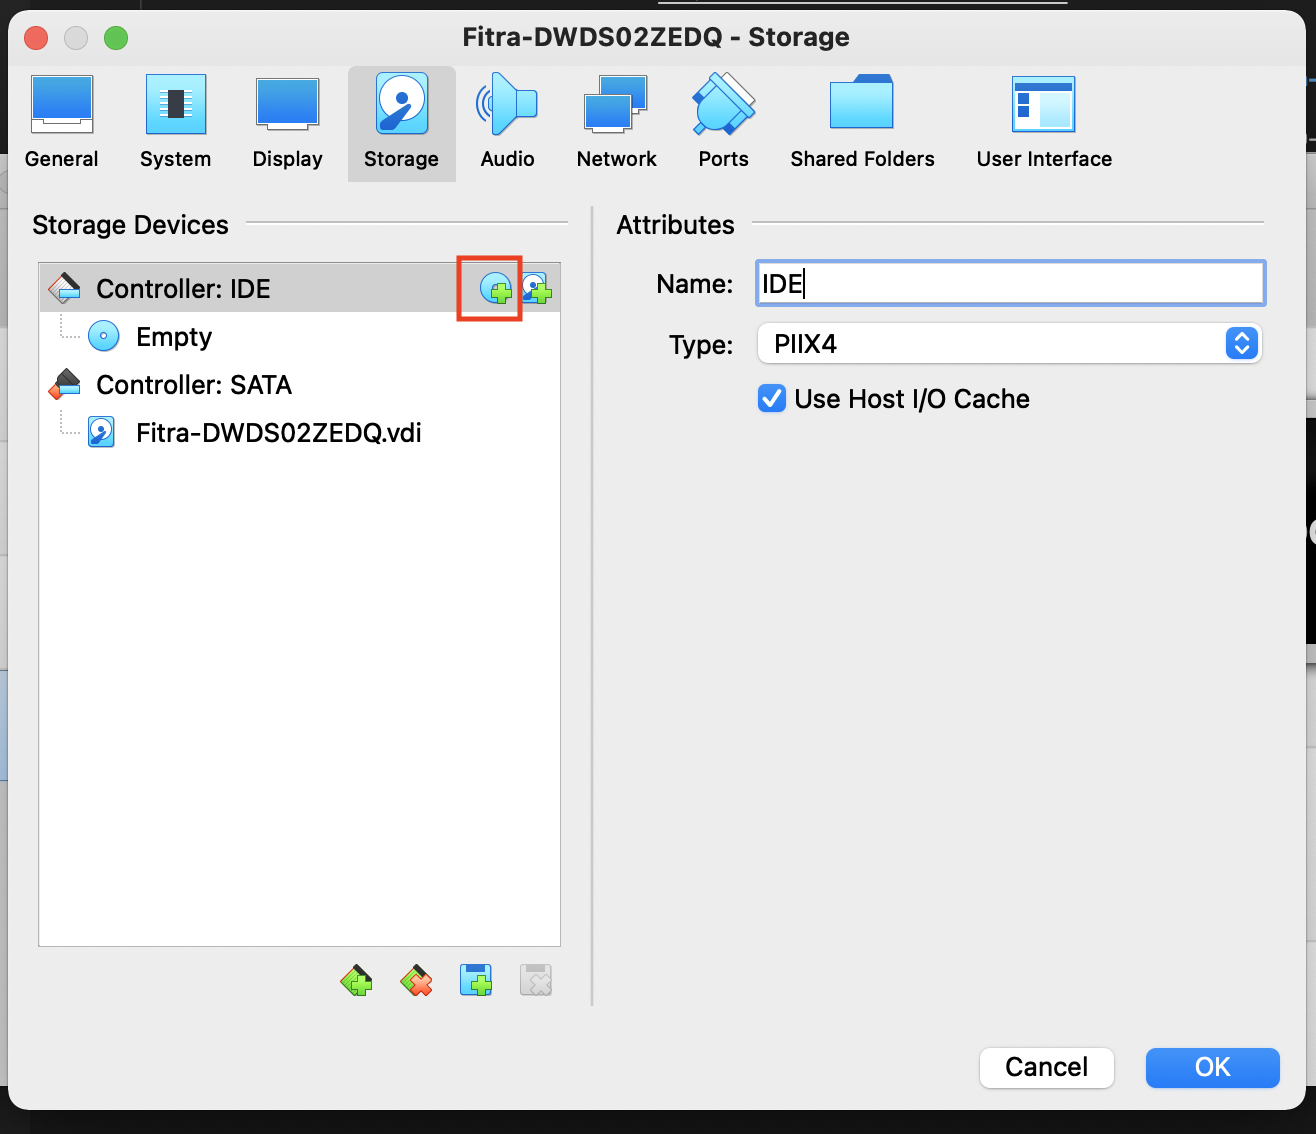 Fitra-DWDS02ZEDQ - Storage
General
System
Display
Storage
Audio
Network
Ports
Shared Folders
User Interface
Storage Devices
Controller: IDE
Empty
Controller: SATA
Fitra-DWDS02ZEDQ.vdi
Attributes
Name: IDE
Type: PIIX4
Use Host I/O Cache
Cancel
OK